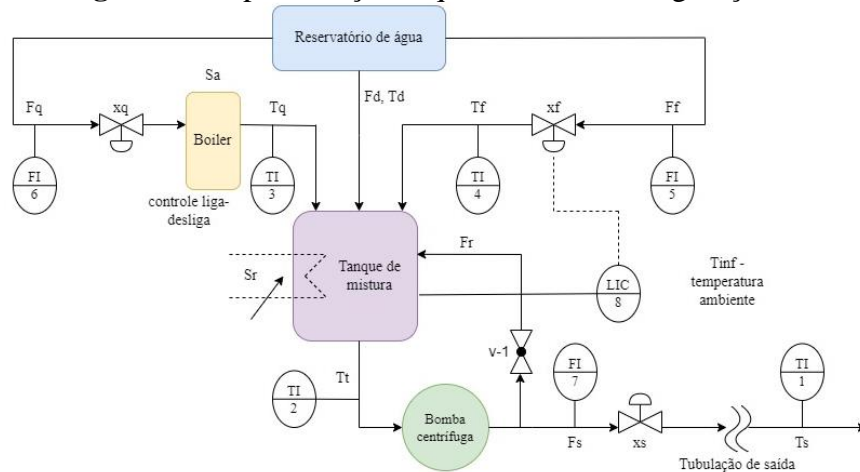 Reservatório de água
Sa
Fq
xq
Tq
Fd, Td
Tf
xf
Ff
Boiler
FI
6
TI
3
TI
4
FI
5
controle liga-
desliga
Fr
Sr
Tanque de
mistura
LIC
8
Tinf -
temperatura
ambiente
v-1
FI
7
TI
1
Tt
TI
2
Bomba
centrífuga
Fs
xs
Ts
Tubulação de saída